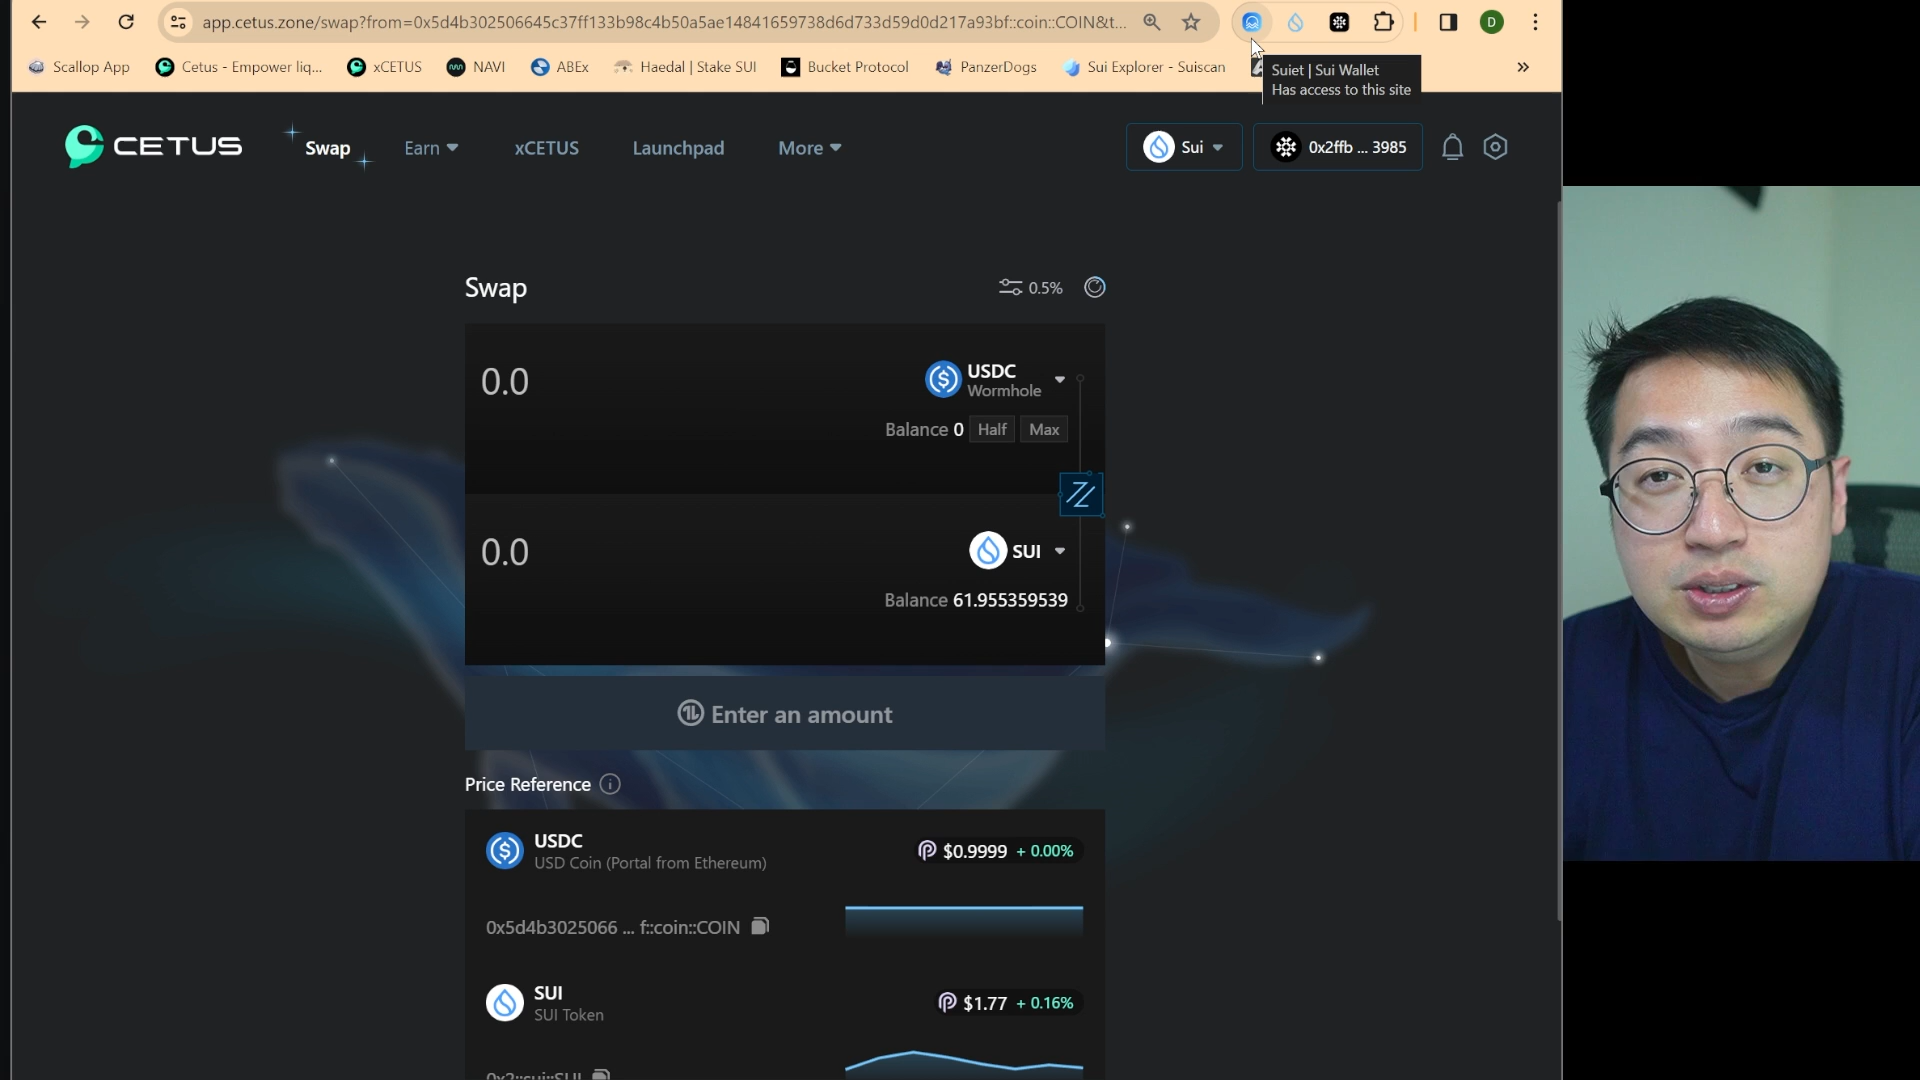 app.cetus.zone/swap?from=0x5d4b302506645c37ff133b98c4b50a5ae14841659738d6d733d59d0d217a93bf::coin::COIN&t...
D
Scallop App
Cetus - Empower liq...
xCETUS
NAVI
ABEx
Haedal | Stake SUI
Bucket Protocol
PanzerDogs
Sui Explorer - Suiscan
»
Suiet | Sui Wallet
Has access to this site
CETUS
Swap
Earn
xCETUS
Launchpad
More
Sui
0x2ffb ... 3985
Swap
0.5%
0.0
USDC
Wormhole
Balance 0 Half Max
0.0
SUI
Balance 61.955359539
Enter an amount
Price Reference
USDC
USD Coin (Portal from Ethereum)
$0.9999 + 0.00%
0x5d4b3025066 ... f::coin::COIN
SUI
SUI Token
$1.77 + 0.16%
0x2::sui::SUI